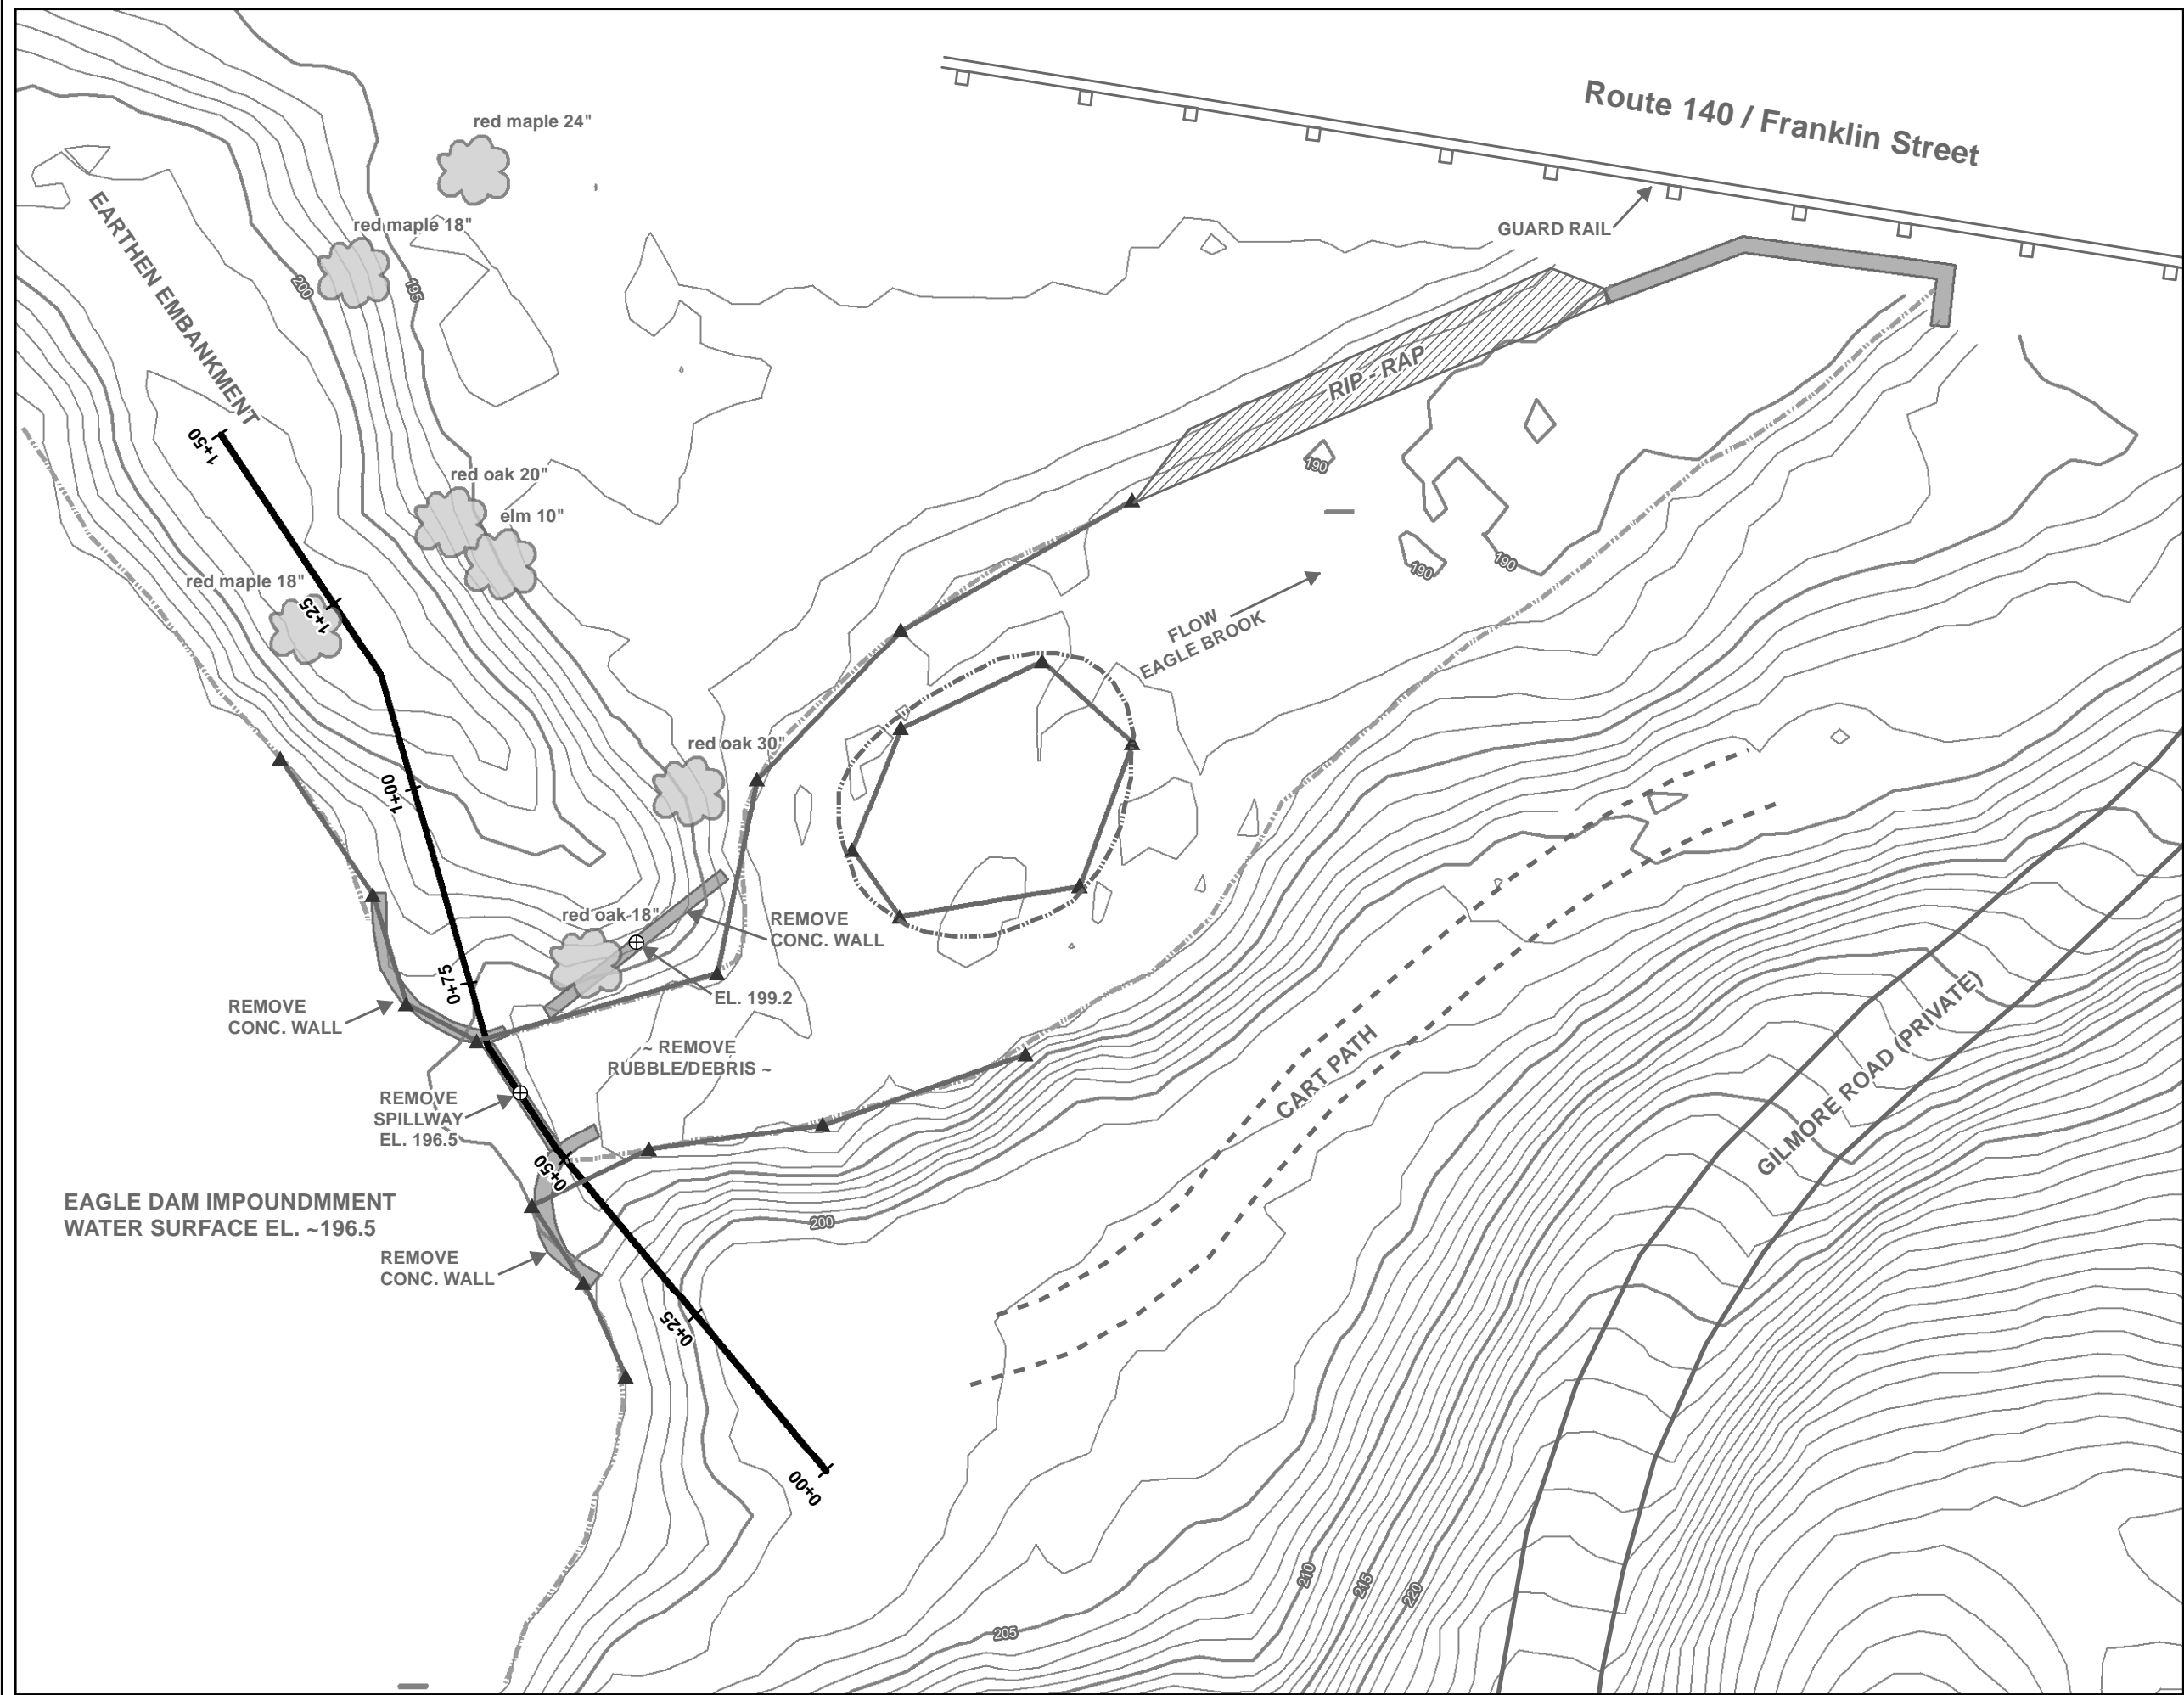 Route 140 / Franklin Street
red maple 24"
GUARD RAIL
red maple 18"
EARTHEN EMBANKMENT
200
195
RIP - RAP
1+50
red oak 20"
190
elm 10"
190
190
red maple 18"
1+25
FLOW
EAGLE BROOK
red oak 30"
1+00
red oak 18"
REMOVE
CONC. WALL
0+75
EL. 199.2
REMOVE
CONC. WALL
~ REMOVE
RUBBLE/DEBRIS ~
CART PATH
GILMORE ROAD (PRIVATE)
REMOVE
SPILLWAY
EL. 196.5
0+50
EAGLE DAM IMPOUNDMMENT
WATER SURFACE EL. ~196.5
200
REMOVE
CONC. WALL
0+25
0+00
210
215
220
205